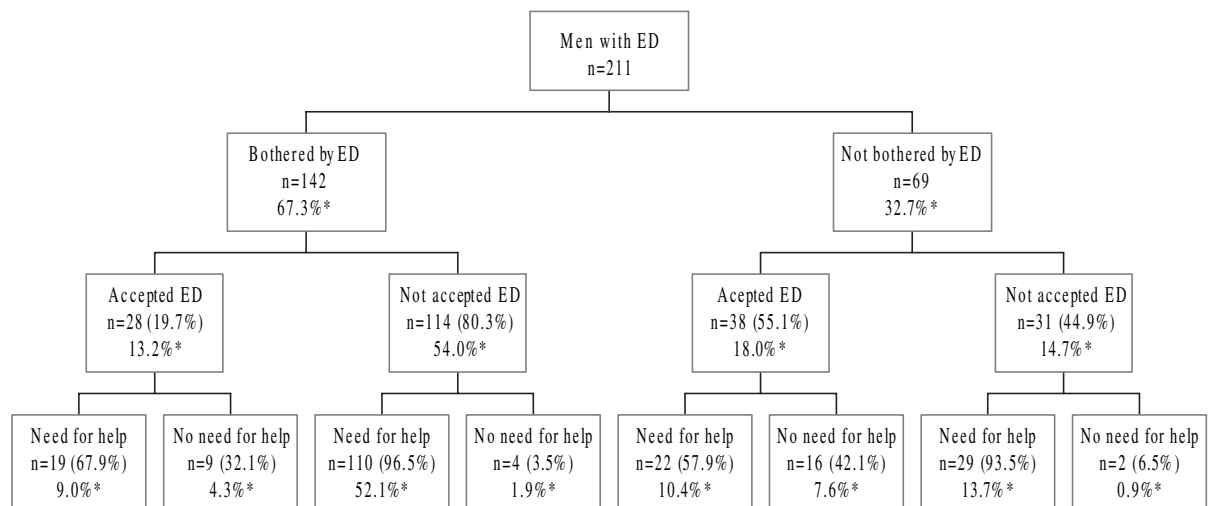 Men with ED
n=211
Bothered by ED
n=142
67.3%*
Not bothered by ED
n=69
32.7%*
Accepted ED
n=28 (19.7%)
13.2%*
Not accepted ED
n=114 (80.3%)
54.0%*
Acepted ED
n=38 (55.1%)
18.0%*
Not accepted ED
n=31 (44.9%)
14.7%*
Need for help
n=19 (67.9%)
9.0%*
No need for help
n=9 (32.1%)
4.3%*
Need for help
n=110 (96.5%)
52.1%*
No need for help
n=4 (3.5%)
1.9%*
Need for help
n=22 (57.9%)
10.4%*
No need for help
n=16 (42.1%)
7.6%*
Need for help
n=29 (93.5%)
13.7%*
No need for help
n=2 (6.5%)
0.9%*